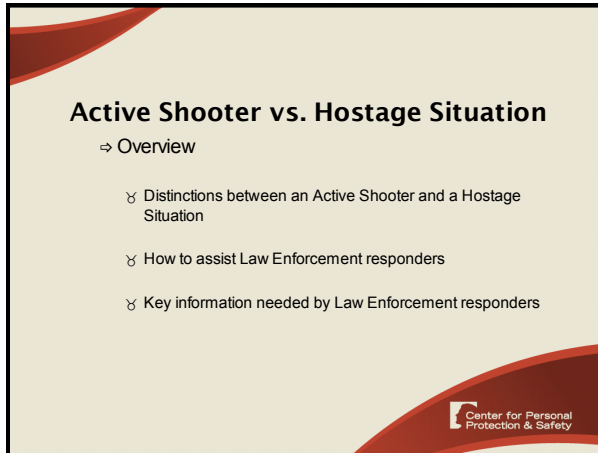 Active Shooter vs. Hostage Situation
⇨ Overview
♉ Distinctions between an Active Shooter and a Hostage
Situation
♉ How to assist Law Enforcement responders
♉ Key information needed by Law Enforcement responders
Center for Personal
Protection & Safety